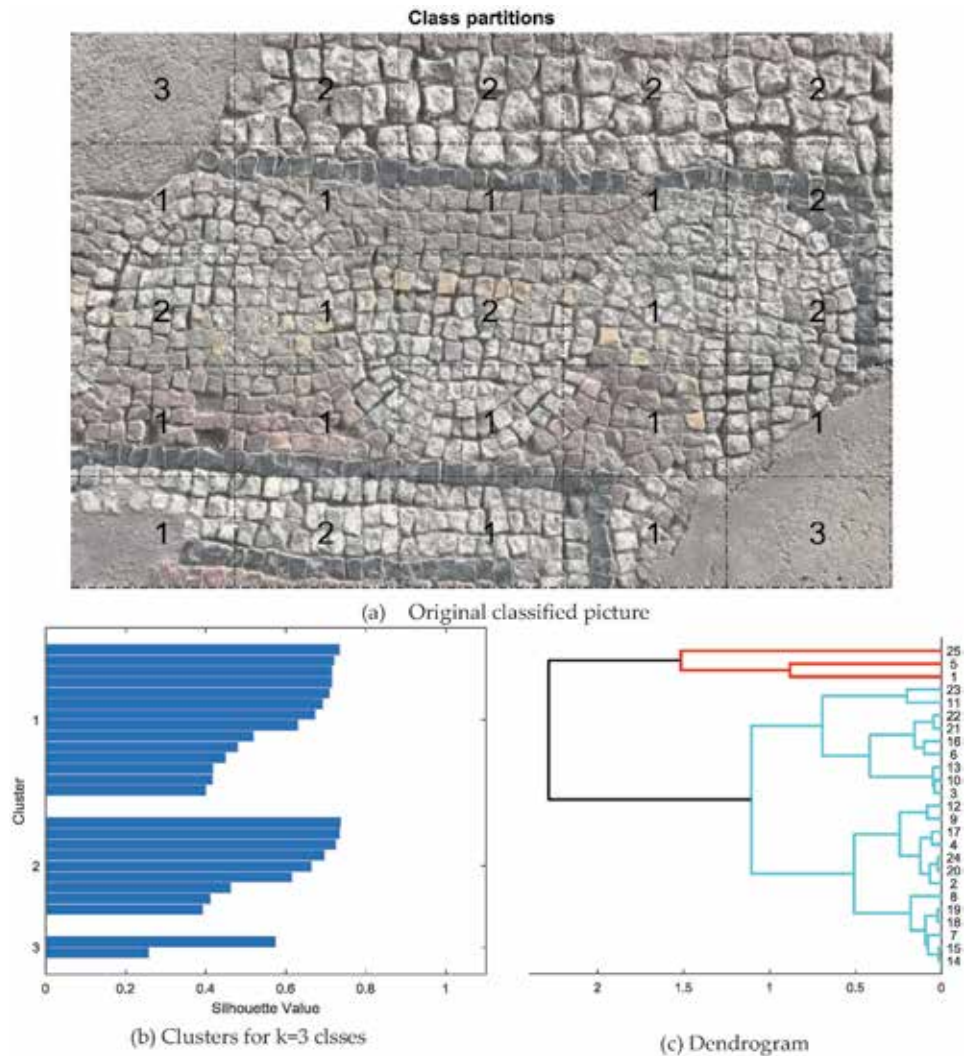 Class partitions
3 2 2 2 2
1 1 1 1 2
2 1 2 1 2
1 1 1 1 1
1 2 1 1 3
(a) Original classified picture
Cluster
1
2
3
0 0.2 0.4 0.6 0.8 1
Silhouette Value
(b) Clusters for k=3 clsses
25
5
1
23
11
22
21
16
6
13
10
3
12
9
17
4
24
20
2
8
19
18
7
15
14
2 1.5 1 0.5 0
(c) Dendrogram